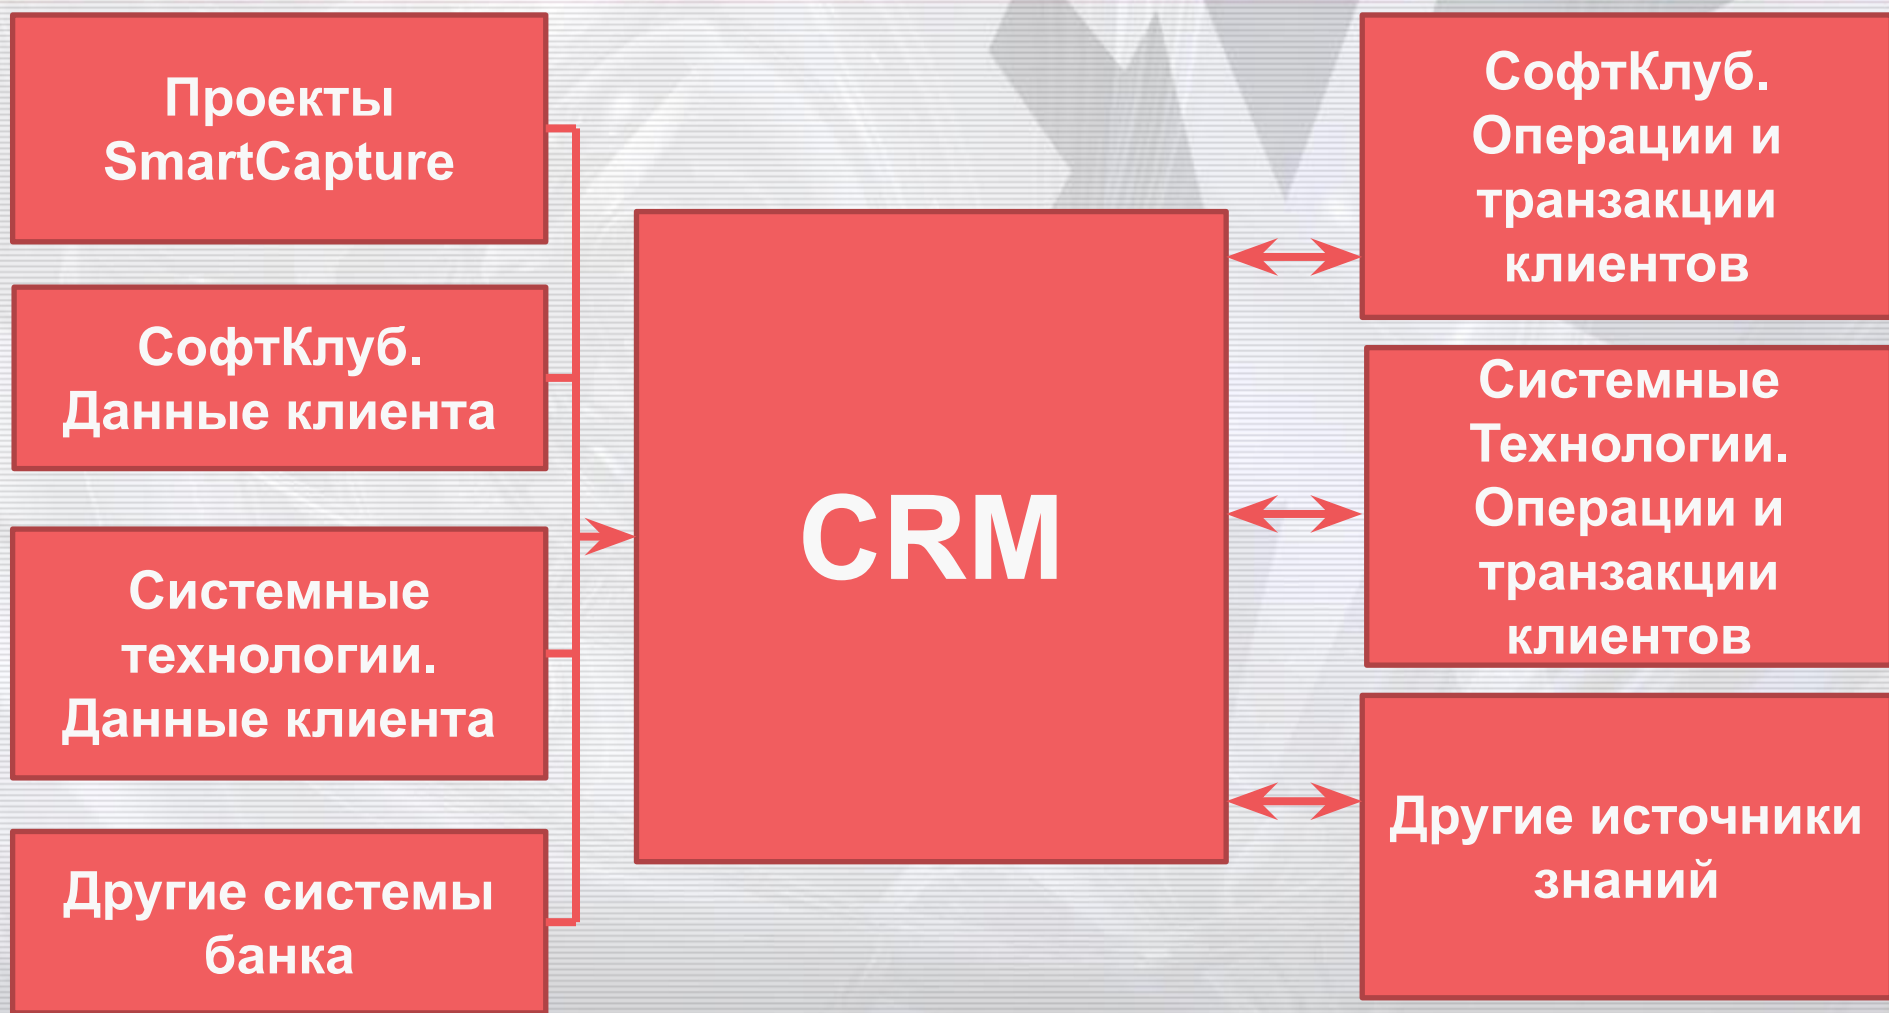 Проекты
SmartCapture
СофтКлуб.
Данные клиента
Системные
технологии.
Данные клиента
Другие системы
банка
CRM
СофтКлуб.
Операции и
транзакции
клиентов
Системные
Технологии.
Операции и
транзакции
клиентов
Другие источники
знаний